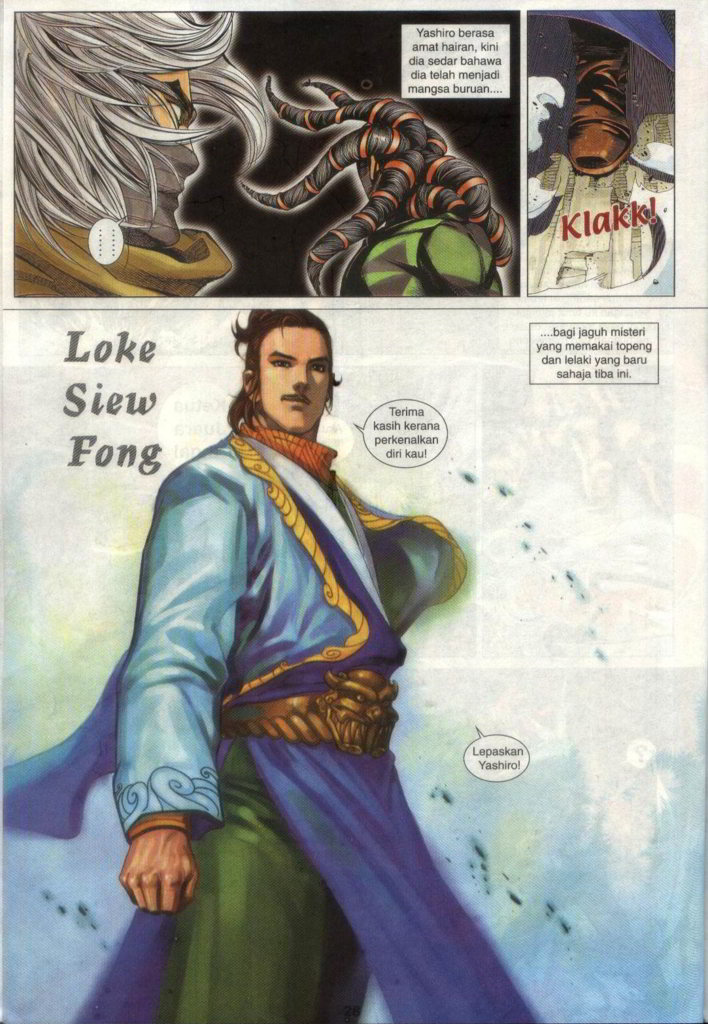 Yashiro berasa
amat hairan, kini
dia sedar bahawa
dia telah menjadi
mangsa buruan....
Klakk!
Loke
Siew
Fong
....bagi jaguh misteri
yang memakai topeng
dan lelaki yang baru
sahaja tiba ini.
Terima
kasih kerana
perkenalkan
diri kau!
Lepaskan
Yashiro!
28